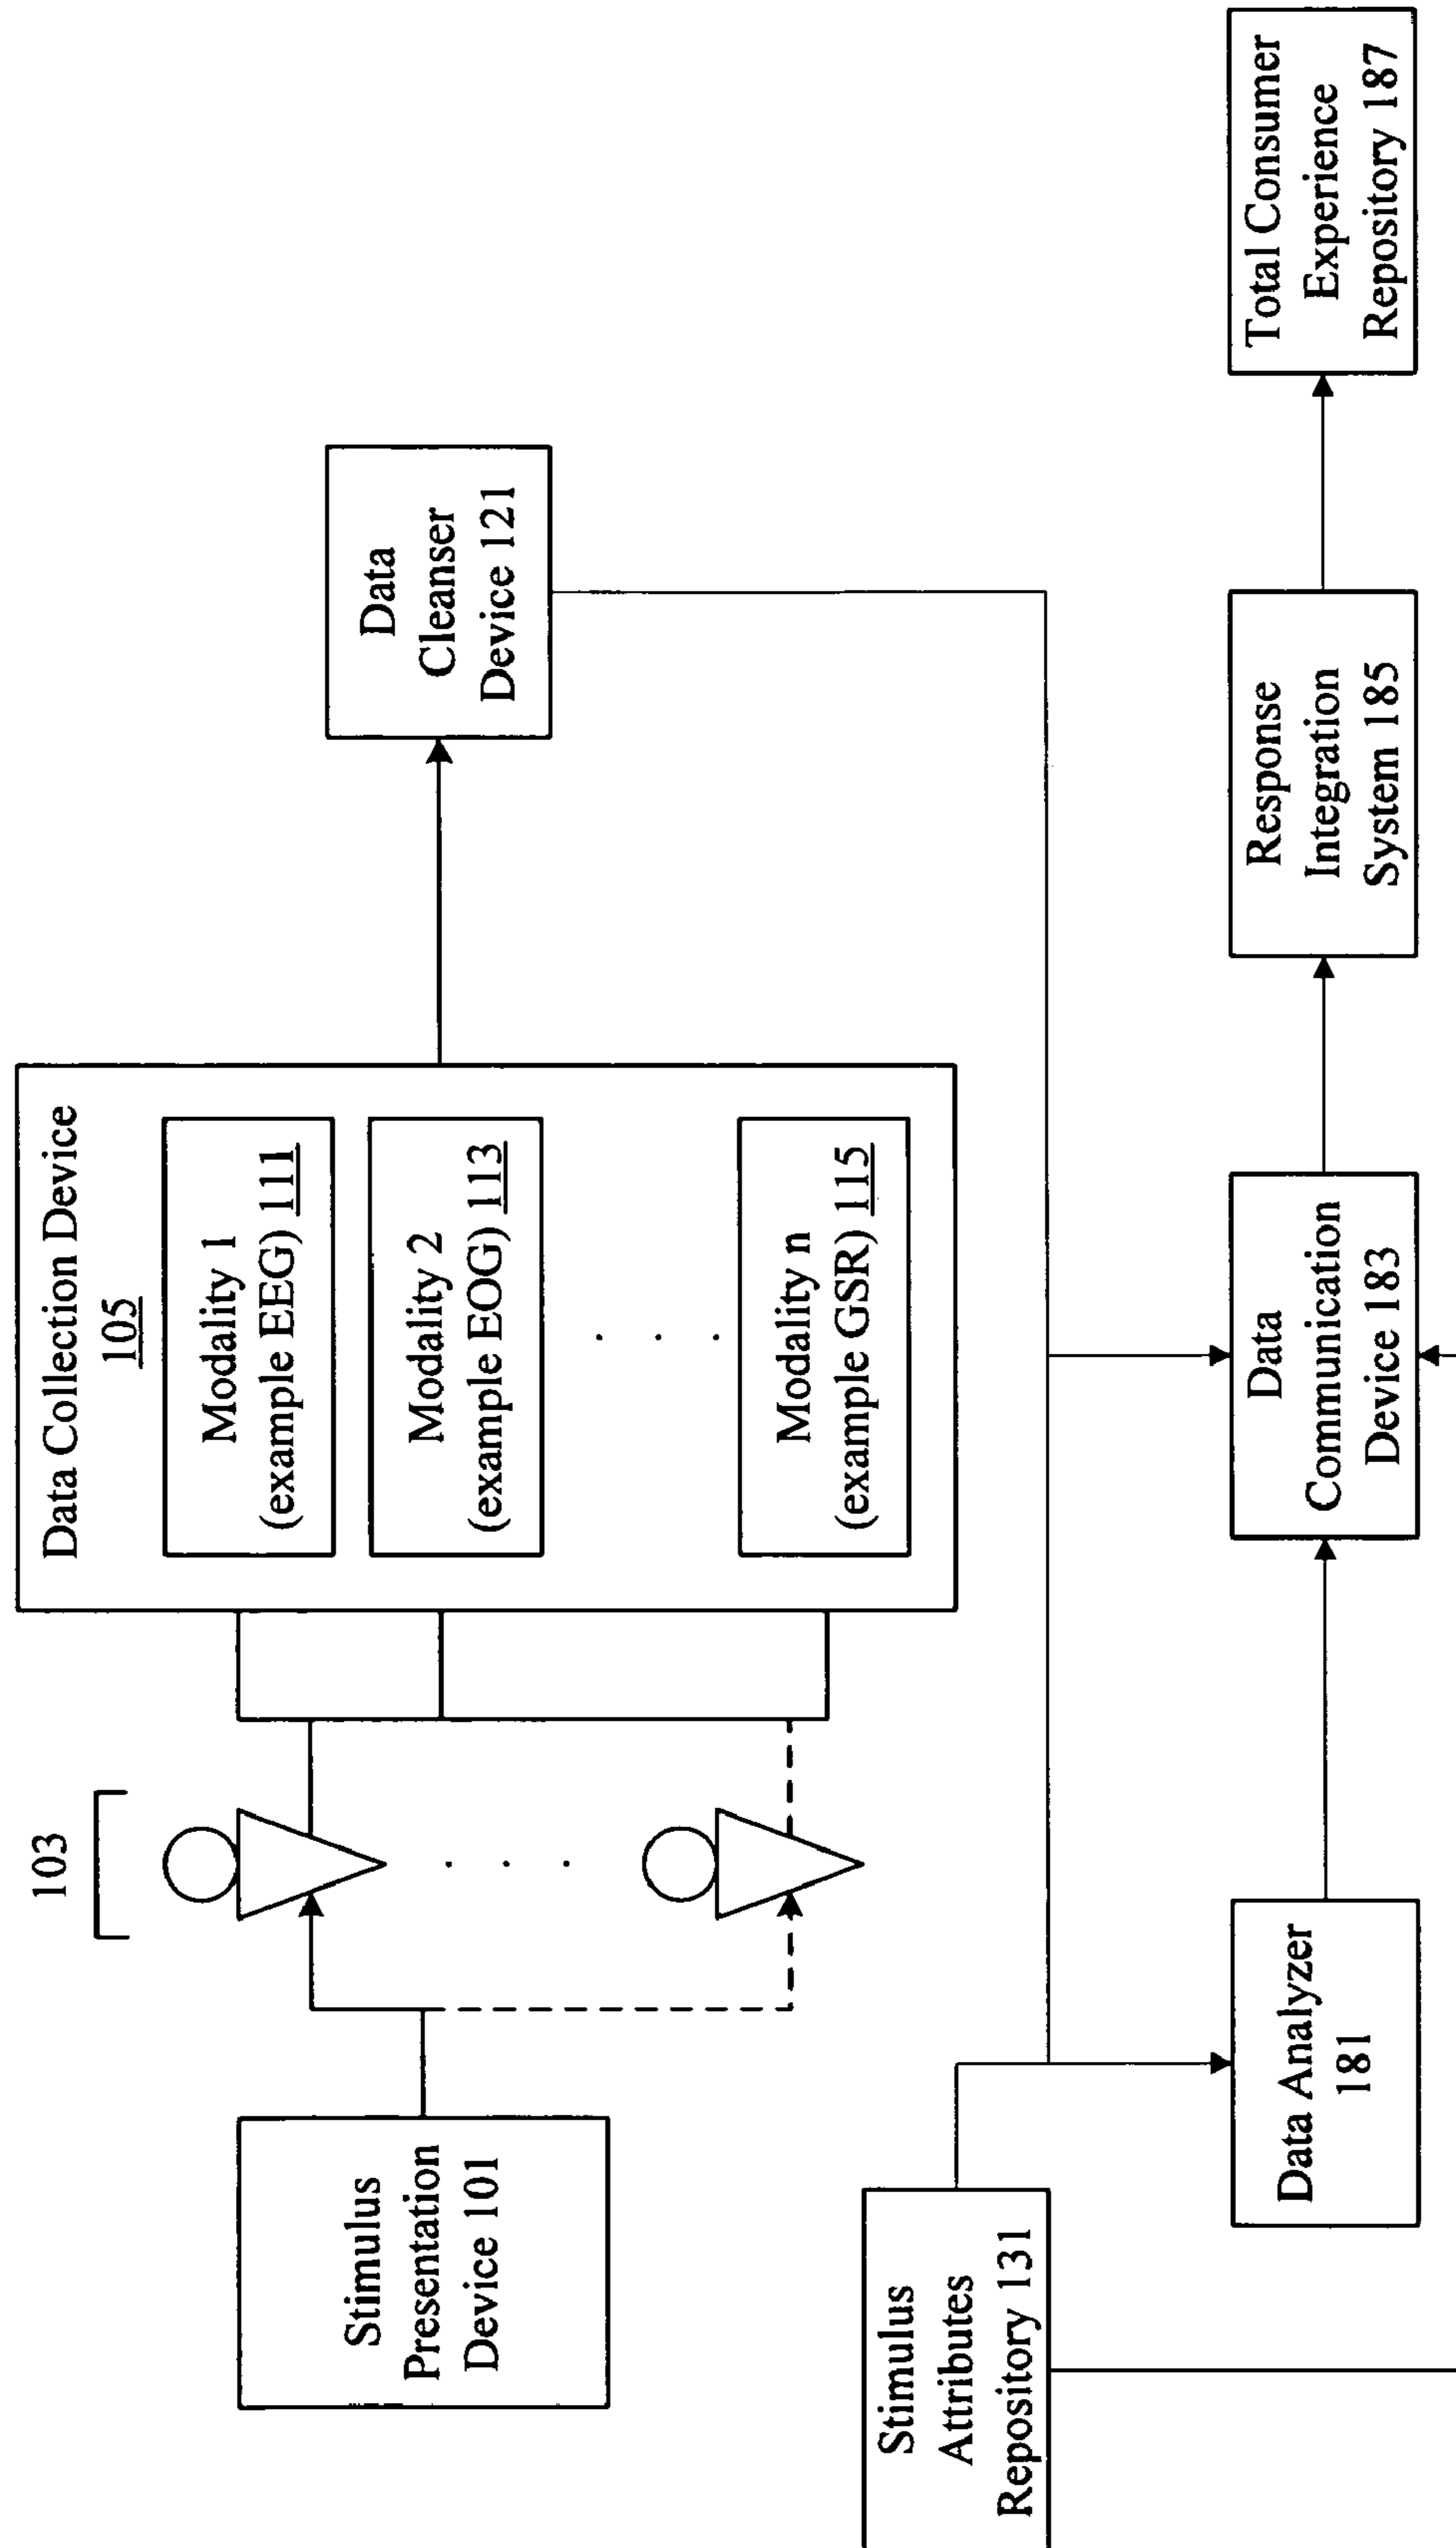 Stimulus
Presentation
Device 101
103
Data Collection Device
105
Modality 1
(example EEG) 111
Modality 2
(example EOG) 113
Modality n
(example GSR) 115
Data
Cleanser
Device 121
Stimulus
Attributes
Repository 131
Data Analyzer
181
Data
Communication
Device 183
Response
Integration
System 185
Total Consumer
Experience
Repository 187